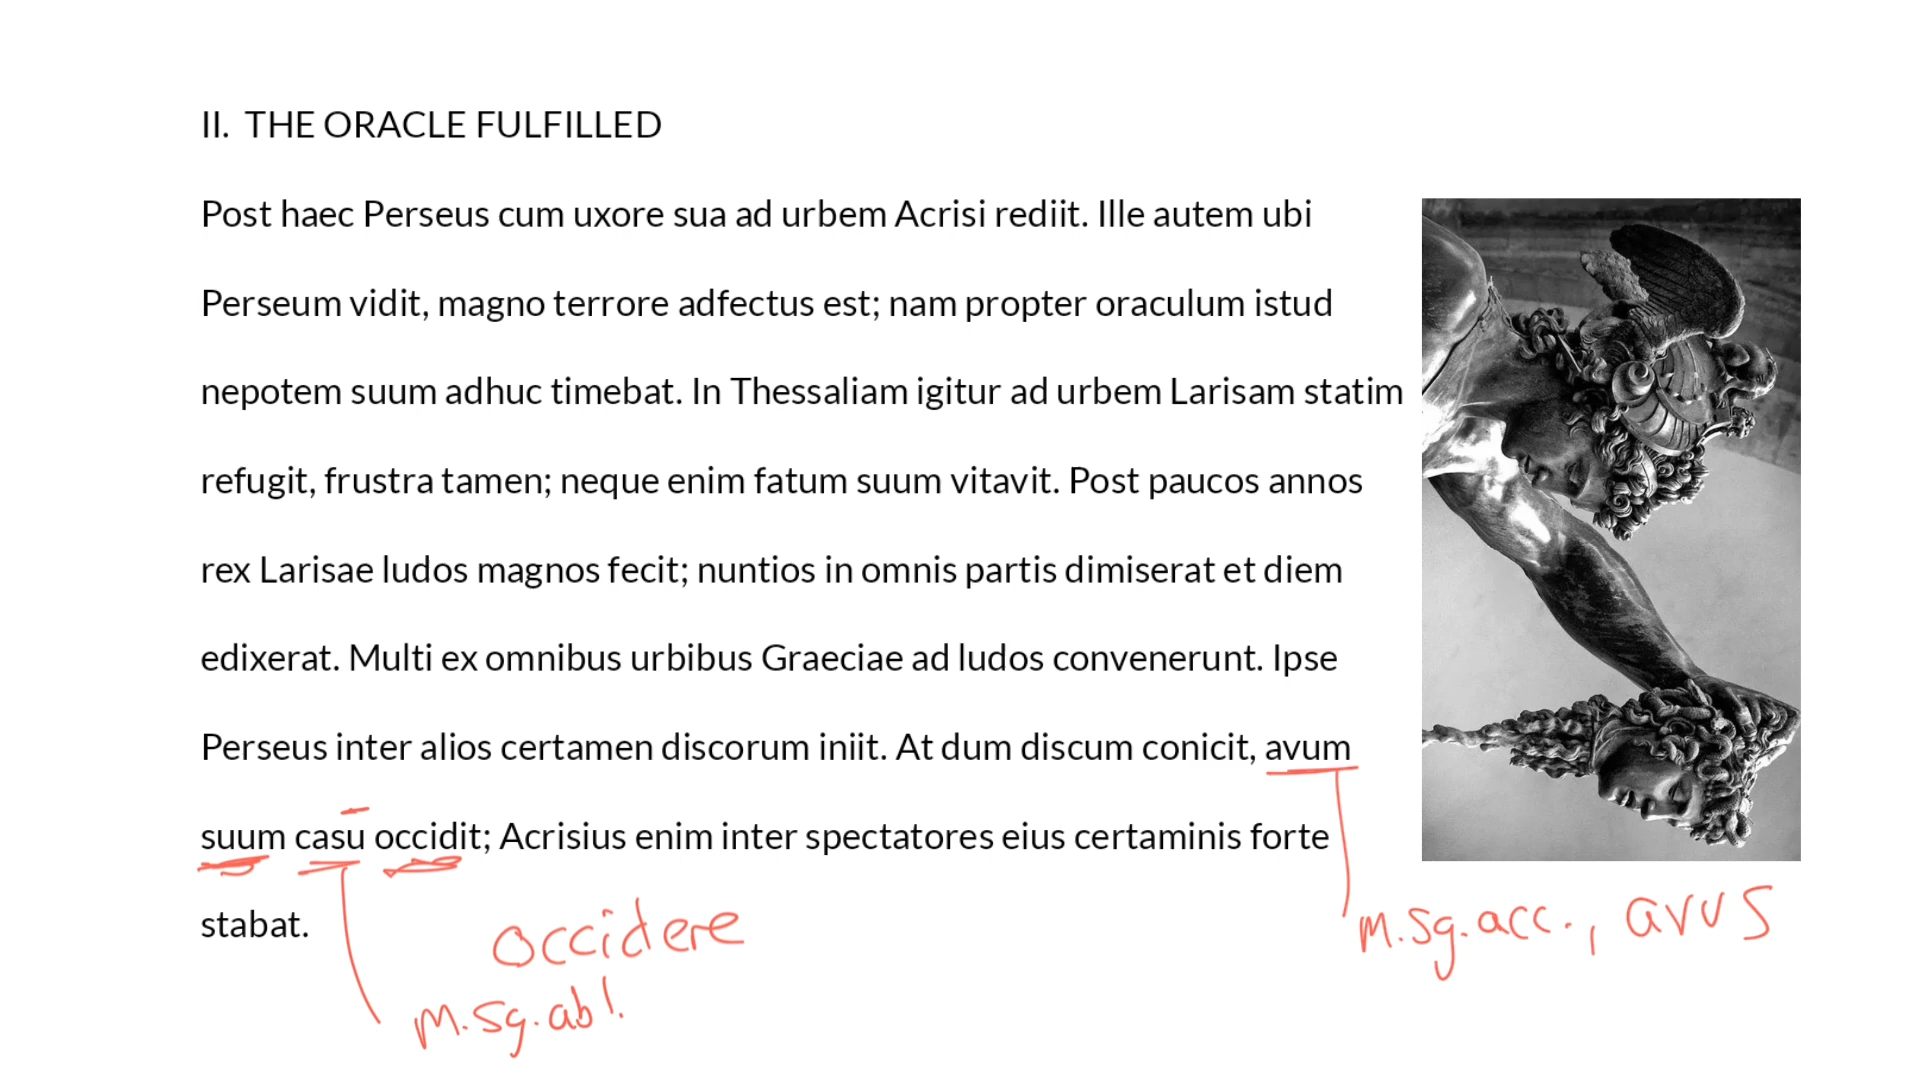 II. THE ORACLE FULFILLED
Post haec Perseus cum uxore sua ad urbem Acrisi rediit. Ille autem ubi
Perseum vidit, magno terrore adfectus est; nam propter oraculum istud
nepotem suum adhuc timebat. In Thessaliam igitur ad urbem Larisam statim
refugit, frustra tamen; neque enim fatum suum vitavit. Post paucos annos
rex Larisae ludos magnos fecit; nuntios in omnis partis dimiserat et diem
edixerat. Multi ex omnibus urbibus Graeciae ad ludos convenerunt. Ipse
Perseus inter alios certamen discorum iniit. At dum discum conicit, avum
suum casu occidit; Acrisius enim inter spectatores eius certaminis forte
stabat.
occidere
m.sg.acc., avus
m.sg.abl.